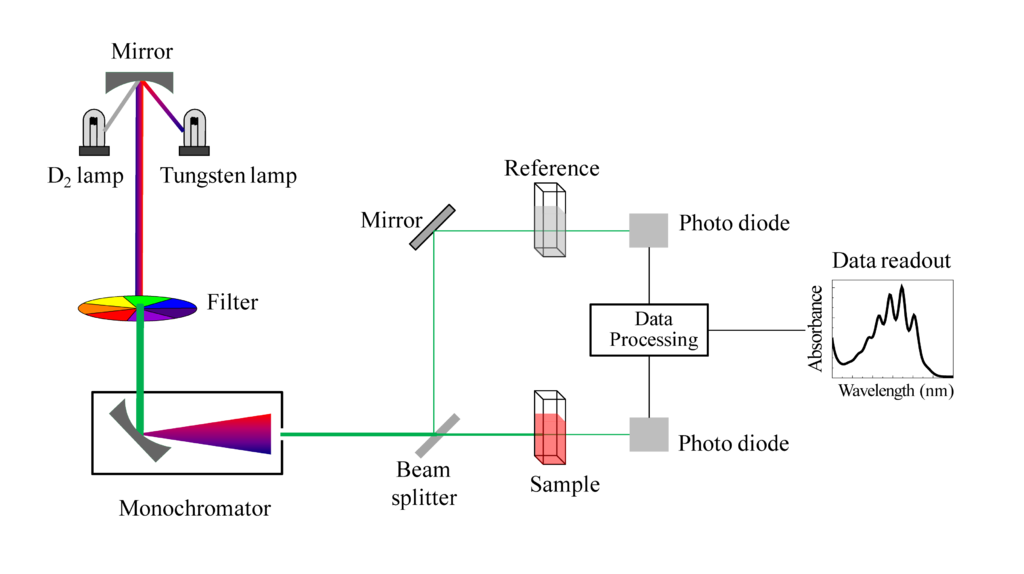 Mirror
D₂ lamp
Tungsten lamp
Filter
Monochromator
Mirror
Beam
splitter
Reference
Sample
Photo diode
Photo diode
Data
Processing
Data readout
Absorbance
Wavelength (nm)